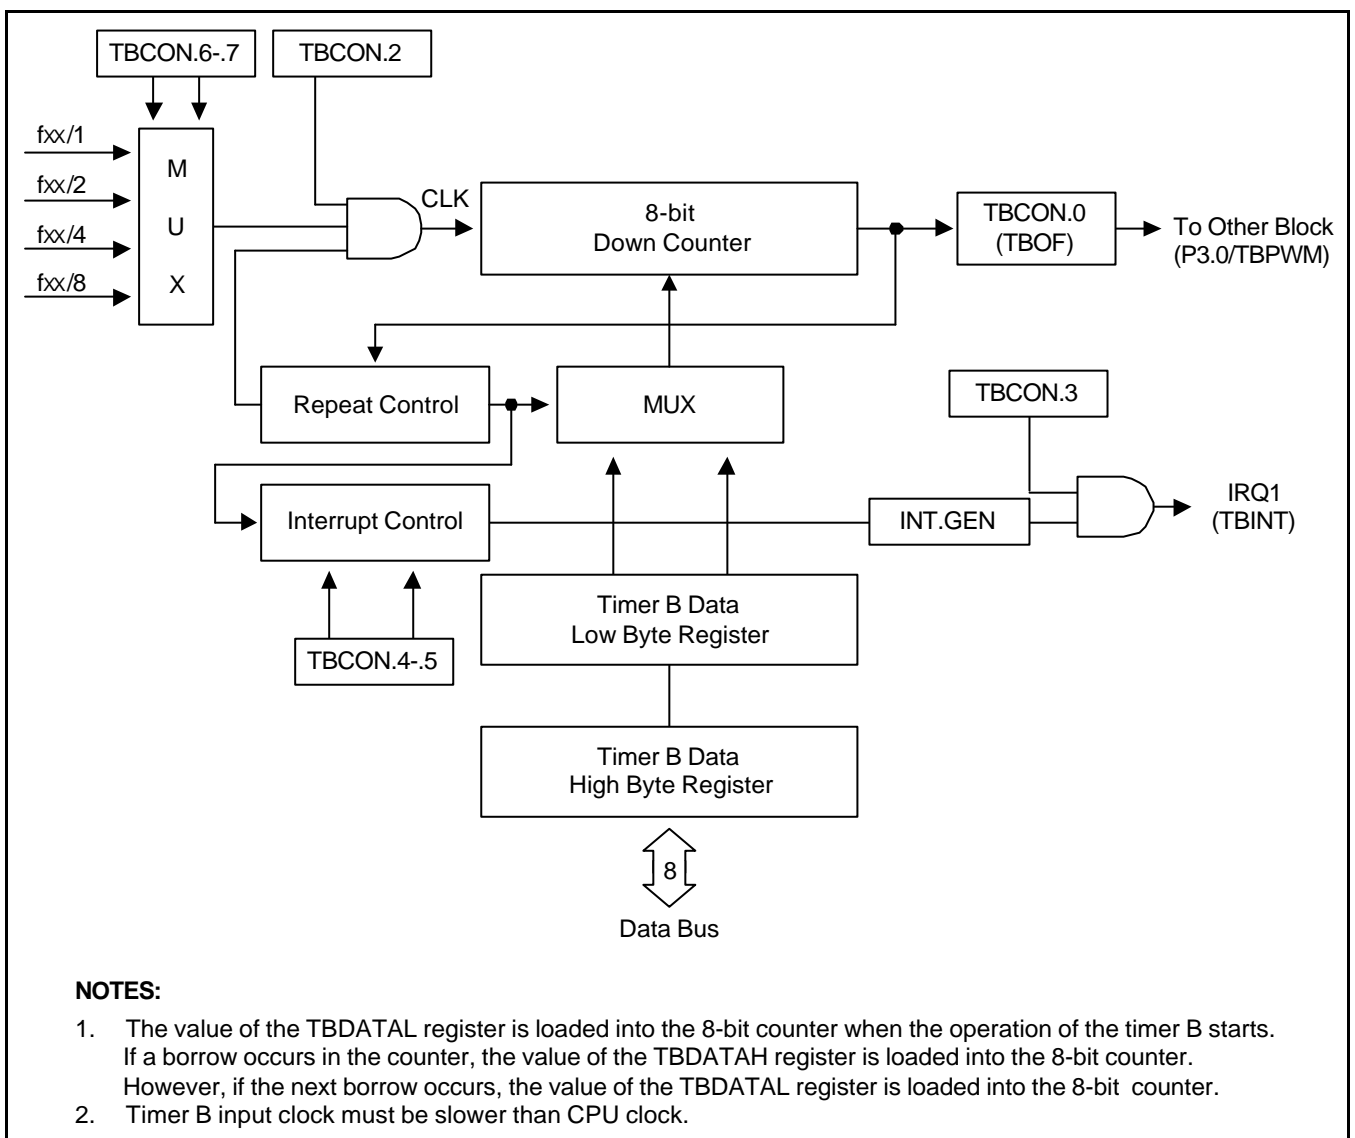 TBCON.6-.7
TBCON.2
fxx/1
fxx/2
fxx/4
fxx/8
M
U
X
CLK
8-bit
Down Counter
TBCON.0
(TBOF)
To Other Block
(P3.0/TBPWM)
Repeat Control
MUX
TBCON.3
Interrupt Control
INT.GEN
IRQ1
(TBINT)
Timer B Data
Low Byte Register
TBCON.4-.5
Timer B Data
High Byte Register
8
Data Bus
NOTES:
1. The value of the TBDATAL register is loaded into the 8-bit counter when the operation of the timer B starts.
If a borrow occurs in the counter, the value of the TBDATAH register is loaded into the 8-bit counter.
However, if the next borrow occurs, the value of the TBDATAL register is loaded into the 8-bit counter.
2. Timer B input clock must be slower than CPU clock.